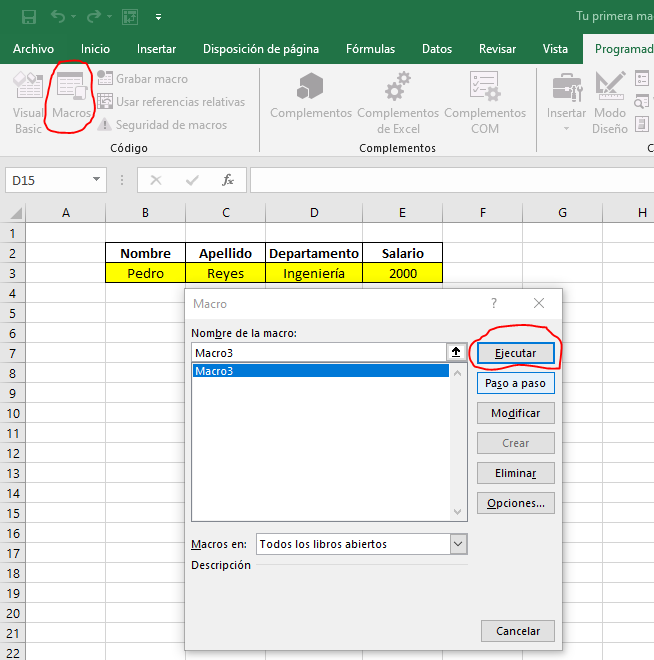 Tu primera ma
Archivo Inicio Insertar Disposición de página Fórmulas Datos Revisar Vista Programad
Visual Basic
Macros
Grabar macro
Usar referencias relativas
Seguridad de macros
Código
Complementos
Complementos de Excel
Complementos COM
Complementos
Insertar
Modo Diseño
C
D15
fx
A B C D E F G H
1
2 Nombre Apellido Departamento Salario
3 Pedro Reyes Ingeniería 2000
4
5
6
7
8
9
10
11
12
13
14
15
16
17
18
19
20
21
22
Macro ?
Nombre de la macro:
Macro3
Macro3
Ejecutar
Paso a paso
Modificar
Crear
Eliminar
Opciones...
Macros en: Todos los libros abiertos
Descripción
Cancelar